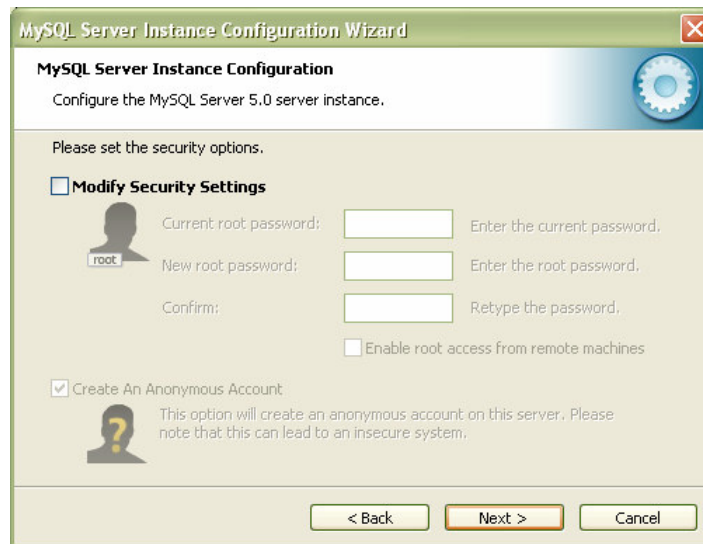 MySQL Server Instance Configuration Wizard
MySQL Server Instance Configuration
Configure the MySQL Server 5.0 server instance.
Please set the security options.
Modify Security Settings
root
Current root password:
Enter the current password.
New root password:
Enter the root password.
Confirm:
Retype the password.
Enable root access from remote machines
Create An Anonymous Account
?
This option will create an anonymous account on this server. Please
note that this can lead to an insecure system.
< Back
Next >
Cancel